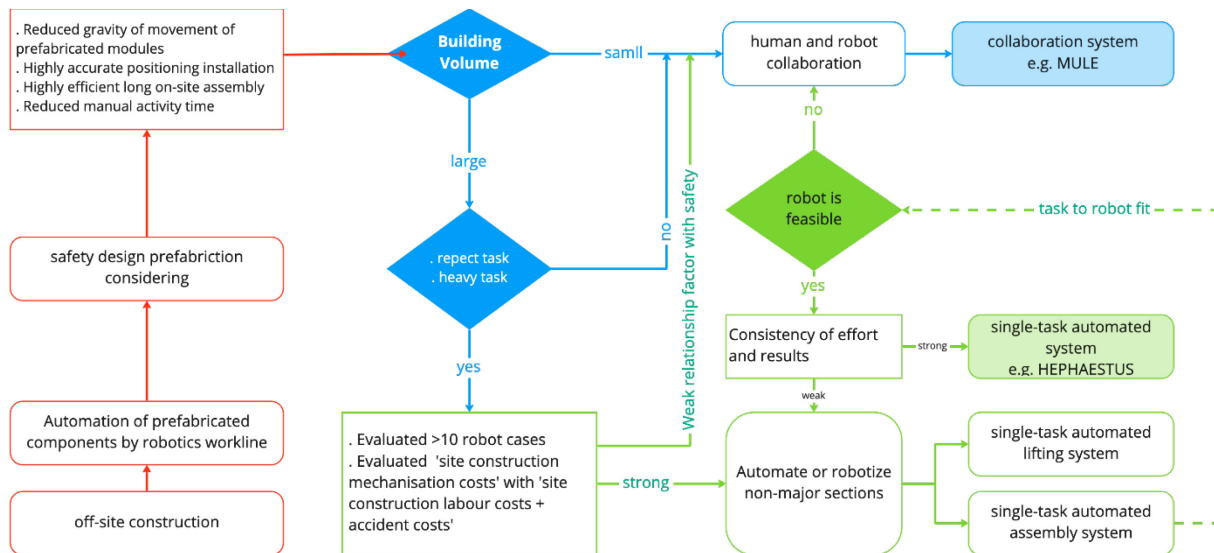 . Reduced gravity of movement of
prefabricated modules
. Highly accurate positioning installation
. Highly efficient long on-site assembly
. Reduced manual activity time
safety design prefabriction
considering
Automation of prefabricated
components by robotics workline
off-site construction
Building
Volume
samll
large
. repect task
. heavy task
no
yes
. Evaluated >10 robot cases
. Evaluated 'site construction
mechanisation costs' with 'site
construction labour costs +
accident costs'
Weak relationship factor with safety
strong
human and robot
collaboration
collaboration system
e.g. MULE
no
robot is
feasible
task to robot fit
yes
Consistency of effort
and results
strong
single-task automated
system
e.g. HEPHAESTUS
weak
Automate or robotize
non-major sections
single-task automated
lifting system
single-task automated
assembly system